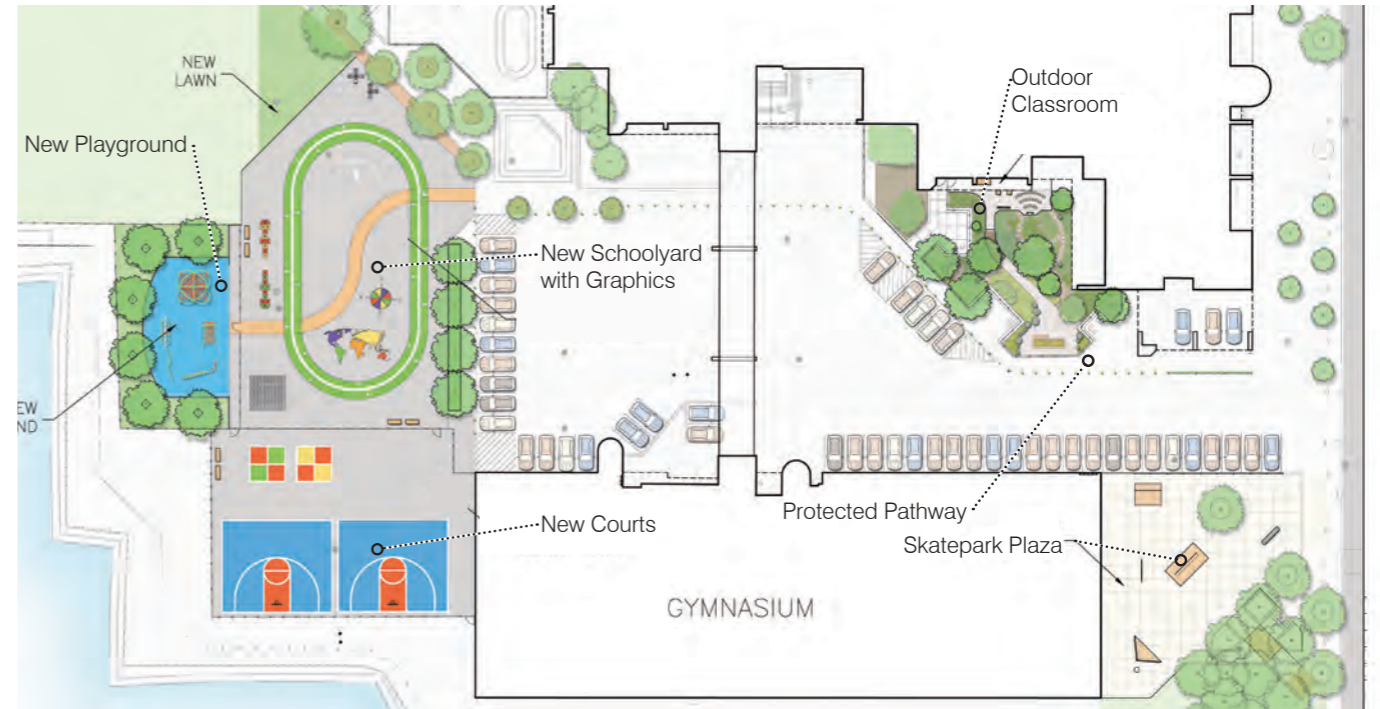 NEW
LAWN
New Playground
Outdoor
Classroom
New Schoolyard
with Graphics
New Courts
Protected Pathway
Skatepark Plaza
GYMNASIUM